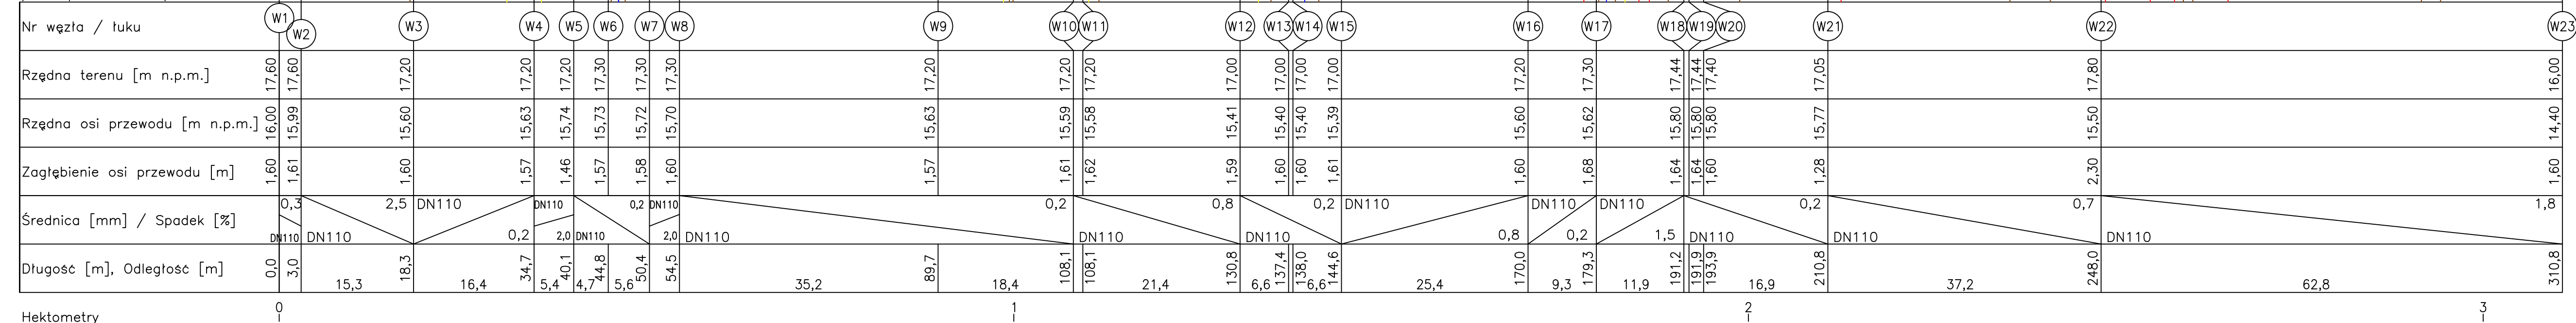 Nr węzła / łuku W1 W2 W3 W4 W5 W6 W7 W8 W9 W10 W11 W12 W13 W14 W15 W16 W17 W18 W19 W20 W21 W22 W23
Rzędna terenu [m n.p.m.] 17,60 17,60 17,20 17,20 17,20 17,30 17,30 17,30 17,20 17,20 17,20 17,00 17,00 17,00 17,00 17,20 17,30 17,44 17,44 17,40 17,05 17,80 16,00
Rzędna osi przewodu [m n.p.m.] 16,00 15,99 15,60 15,63 15,74 15,73 15,72 15,70 15,63 15,59 15,58 15,41 15,40 15,40 15,39 15,60 15,62 15,80 15,80 15,80 15,77 15,50 14,40
Zagłębienie osi przewodu [m] 1,60 1,61 1,60 1,57 1,46 1,57 1,58 1,60 1,57 1,61 1,62 1,59 1,60 1,60 1,61 1,60 1,68 1,64 1,64 1,60 1,28 2,30 1,60
0,3 2,5 DN110 DN110 0,2 DN110 0,2 0,8 0,2 DN110 DN110 DN110 0,2 0,7 1,8
Średnica [mm] / Spadek [%]
DN110 DN110 0,2 2,0 DN110 2,0 DN110 DN110 DN110 0,8 0,2 1,5 DN110 DN110 DN110
Długość [m], Odległość [m] 0,0 3,0 18,3 34,7 40,1 44,8 50,4 54,5 89,7 108,1 108,1 130,8 137,4 138,0 144,6 170,0 179,3 191,2 191,9 193,9 210,8 248,0 310,8
15,3 16,4 5,4 4,7 5,6 35,2 18,4 21,4 6,6 6,6 25,4 9,3 11,9 16,9 37,2 62,8
Hektometry 0 1 2 3